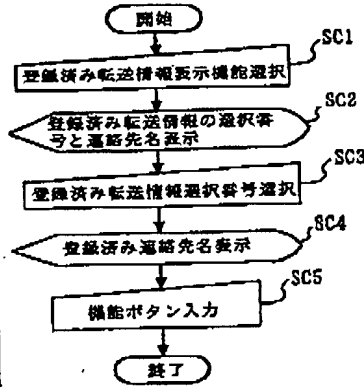 開始
SC1
登録済み転送情報表示機能選択
SC2
登録済み転送情報の選択番
号と連絡先名表示
SC3
登録済み転送情報選択番号選択
SC4
登録済み連絡先名表示
SC5
機能ボタン入力
終了